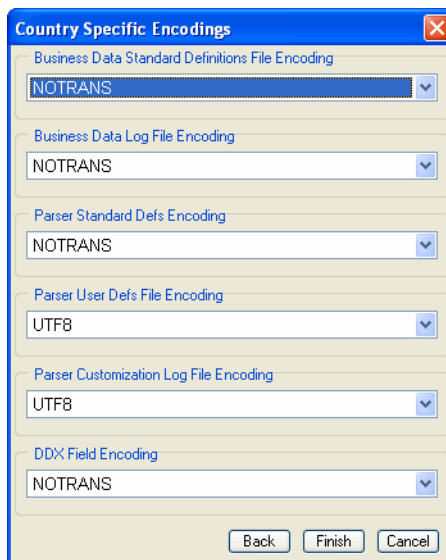 Country Specific Encodings
Business Data Standard Definitions File Encoding
NOTRANS
Business Data Log File Encoding
NOTRANS
Parser Standard Defs Encoding
NOTRANS
Parser User Defs File Encoding
UTF8
Parser Customization Log File Encoding
UTF8
DDX Field Encoding
NOTRANS
Back Finish Cancel